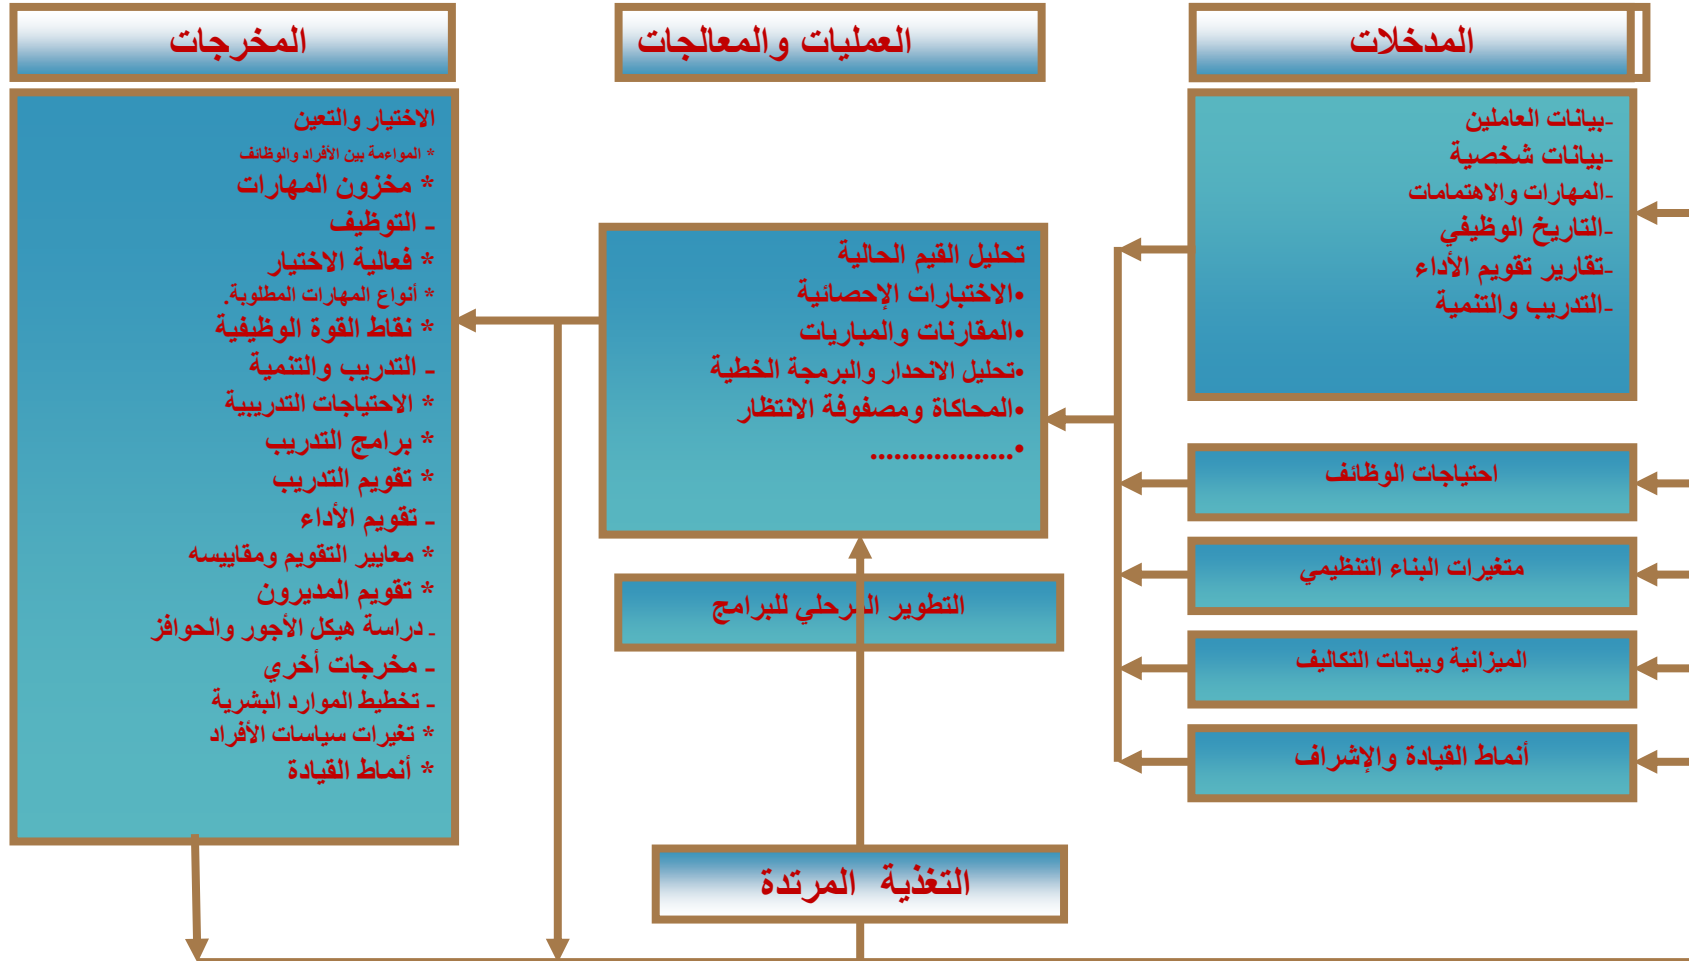 المدخلات
-بيانات العاملين
-بيانات شخصية
-المهارات والاهتمامات
-التاريخ الوظيفي
-تقارير تقويم الأداء
-التدريب والتنمية
احتياجات الوظائف
متغيرات البناء التنظيمي
الميزانية وبيانات التكاليف
أنماط القيادة والإشراف
العمليات والمعالجات
تحليل القيم الحالية
•الاختبارات الإحصائية
•المقارنات والمباريات
•تحليل الانحدار والبرمجة الخطية
•المحاكاة ومصفوفة الانتظار
•..................
التطوير المرحلي للبرامج
التغذية المرتدة
المخرجات
الاختيار والتعين
* المواءمة بين الأفراد والوظائف
* مخزون المهارات
- التوظيف
* فعالية الاختيار
* أنواع المهارات المطلوبة.
* نقاط القوة الوظيفية
- التدريب والتنمية
* الاحتياجات التدريبية
* برامج التدريب
* تقويم التدريب
- تقويم الأداء
* معايير التقويم ومقاييسه
* تقويم المديرون
- دراسة هيكل الأجور والحوافز
- مخرجات أخري
- تخطيط الموارد البشرية
* تغيرات سياسات الأفراد
* أنماط القيادة